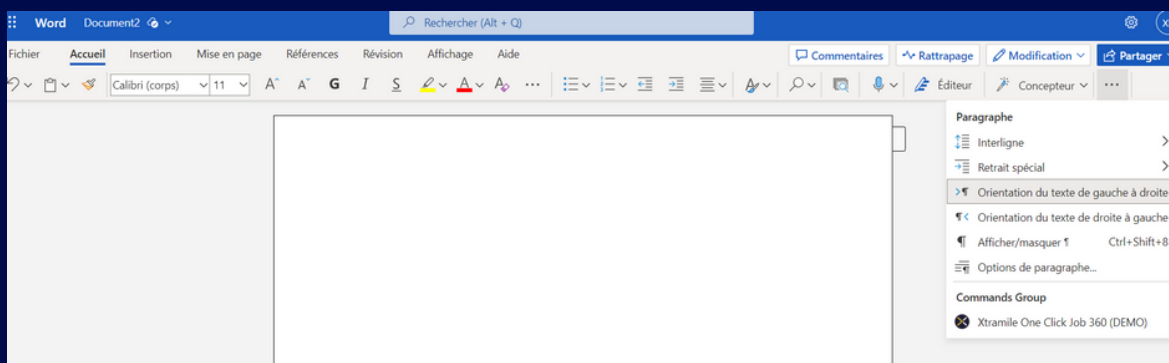 Word Document2
Rechercher (Alt + Q)
Fichier Accueil Insertion Mise en page Références Révision Affichage Aide
Commentaires Rattrapage Modification Partager
Calibri (corps) 11 A A G I S A A ... Éditeur Concepteur ...
Paragraphe
Interligne
Retrait spécial
Orientation du texte de gauche à droite
Orientation du texte de droite à gauche
Afficher/masquer ¶ Ctrl+Shift+8
Options de paragraphe...
Commands Group
Xtramile One Click Job 360 (DEMO)